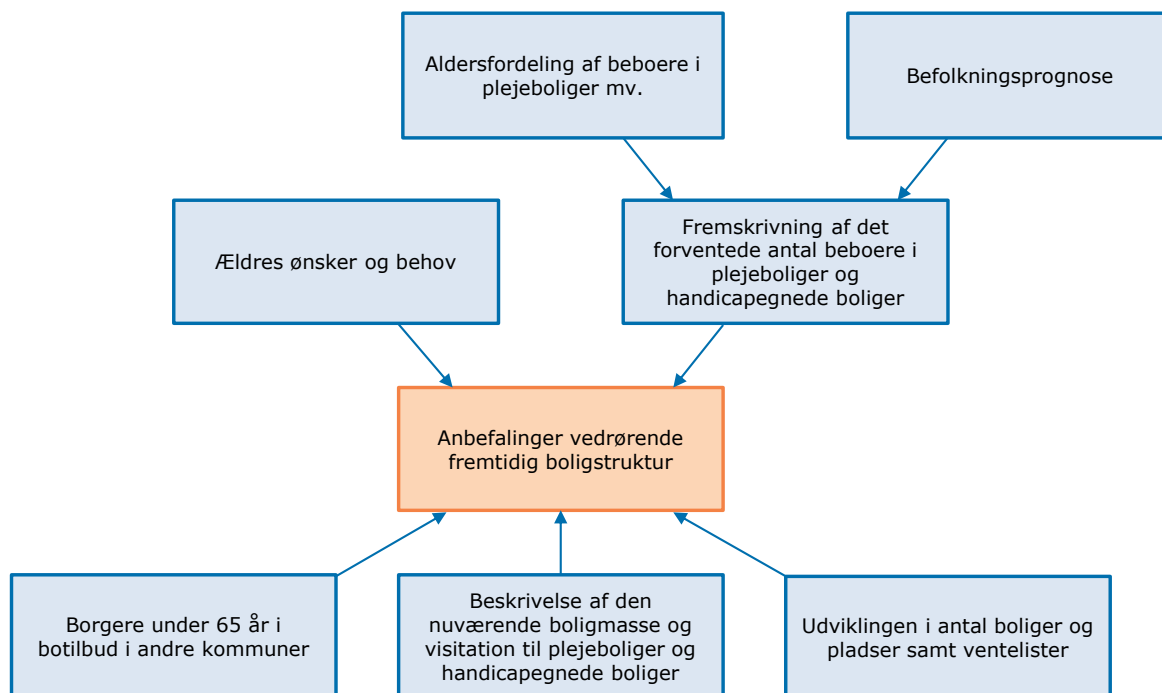 Aldersfordeling af beboere i
plejeboliger mv.
Befolkningsprognose
Ældres ønsker og behov
Fremskrivning af det
forventede antal beboere i
plejeboliger og
handicapegnede boliger
Anbefalinger vedrørende
fremtidig boligstruktur
Borgere under 65 år i
botilbud i andre kommuner
Beskrivelse af den
nuværende boligmasse og
visitation til plejeboliger og
handicapegnede boliger
Udviklingen i antal boliger og
pladser samt ventelister